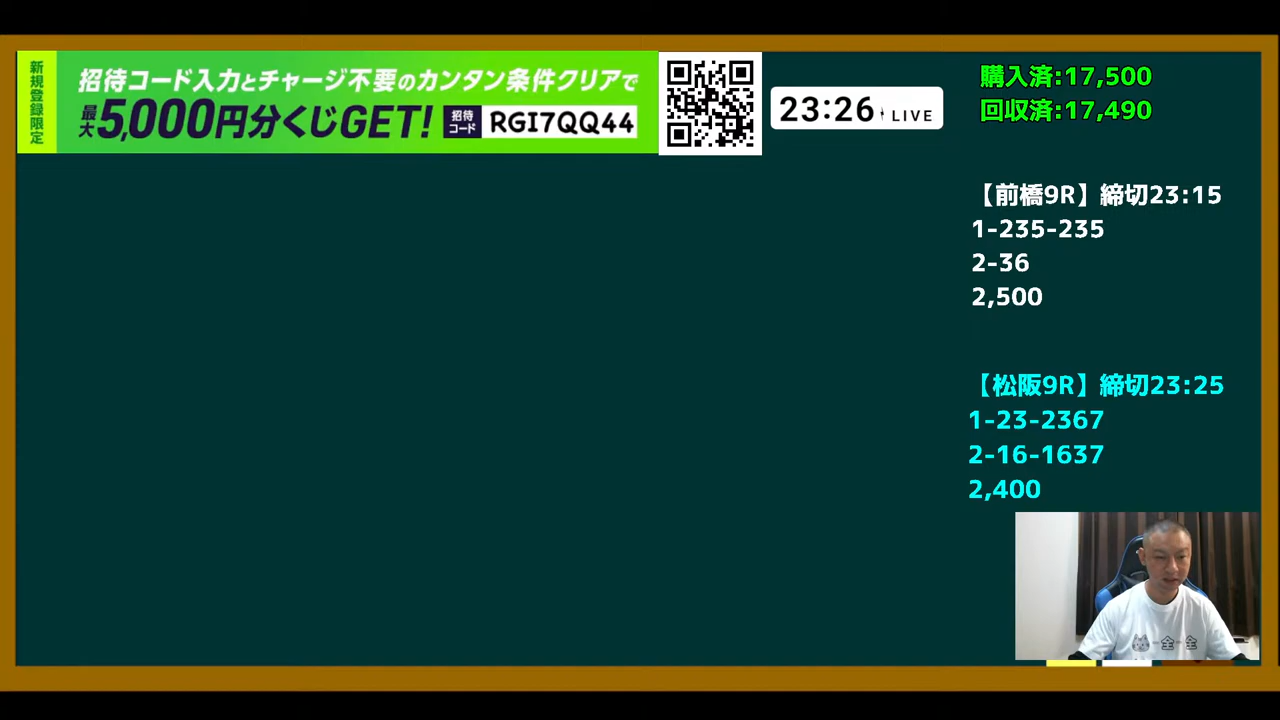 新規登録限定
招待コード入力とチャージ不要のカンタン条件クリアで
最大5,000円分くじGET!
招待コード RGI7QQ44
23:26 LIVE
購入済:17,500
回収済:17,490
【前橋9R】締切23:15
1-235-235
2-36
2,500
【松阪9R】締切23:25
1-23-2367
2-16-1637
2,400